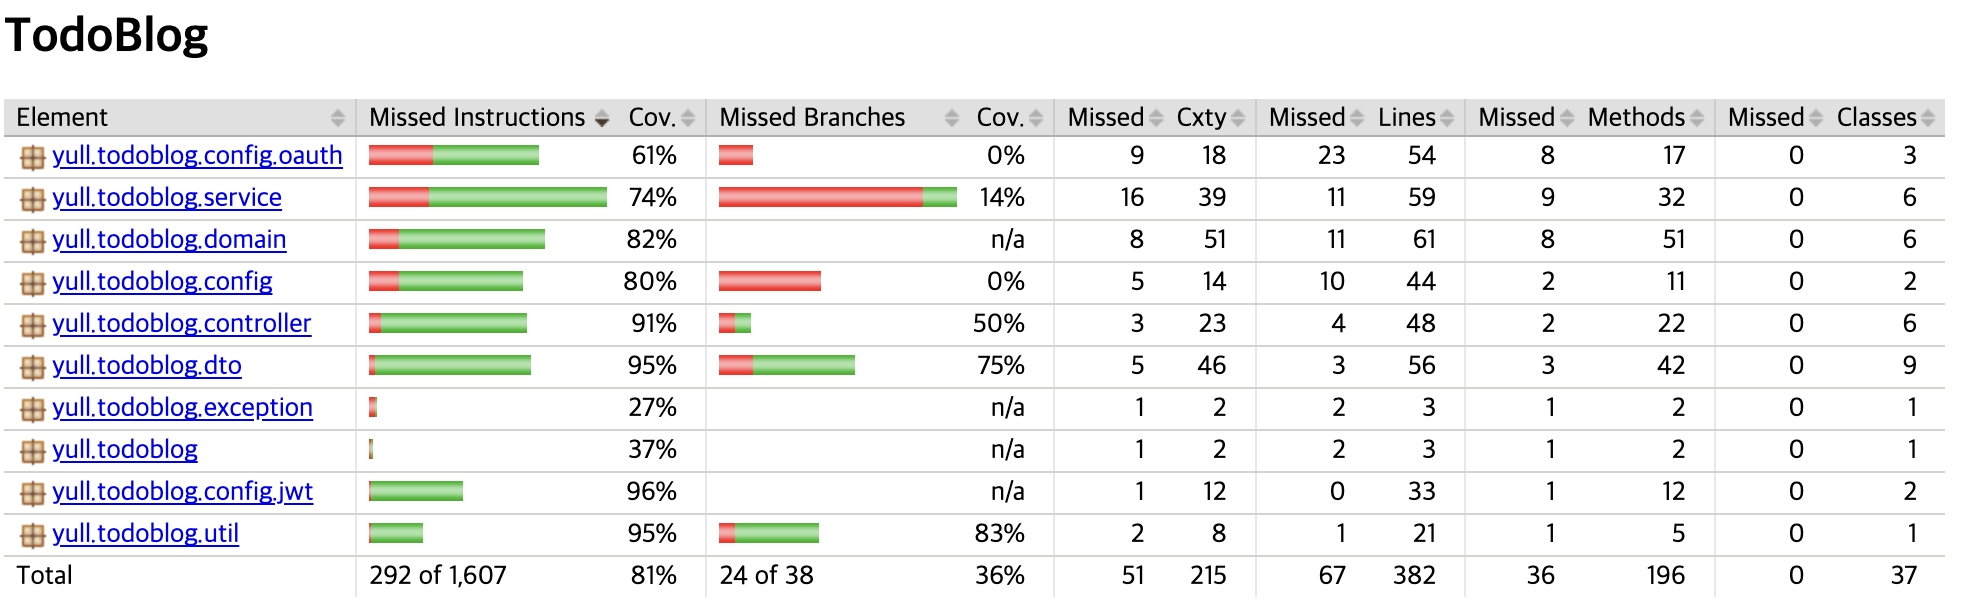 TodoBlog
Element Missed Instructions Cov. Missed Branches Cov. Missed Cxty Missed Lines Missed Methods Missed Classes
yull.todoblog.config.oauth 61% 0% 9 18 23 54 8 17 0 3
yull.todoblog.service 74% 14% 16 39 11 59 9 32 0 6
yull.todoblog.domain 82% n/a 8 51 11 61 8 51 0 6
yull.todoblog.config 80% 0% 5 14 10 44 2 11 0 2
yull.todoblog.controller 91% 50% 3 23 4 48 2 22 0 6
yull.todoblog.dto 95% 75% 5 46 3 56 3 42 0 9
yull.todoblog.exception 27% n/a 1 2 2 3 1 2 0 1
yull.todoblog 37% n/a 1 2 2 3 1 2 0 1
yull.todoblog.config.jwt 96% n/a 1 12 0 33 1 12 0 2
yull.todoblog.util 95% 83% 2 8 1 21 1 5 0 1
Total 292 of 1,607 81% 24 of 38 36% 51 215 67 382 36 196 0 37